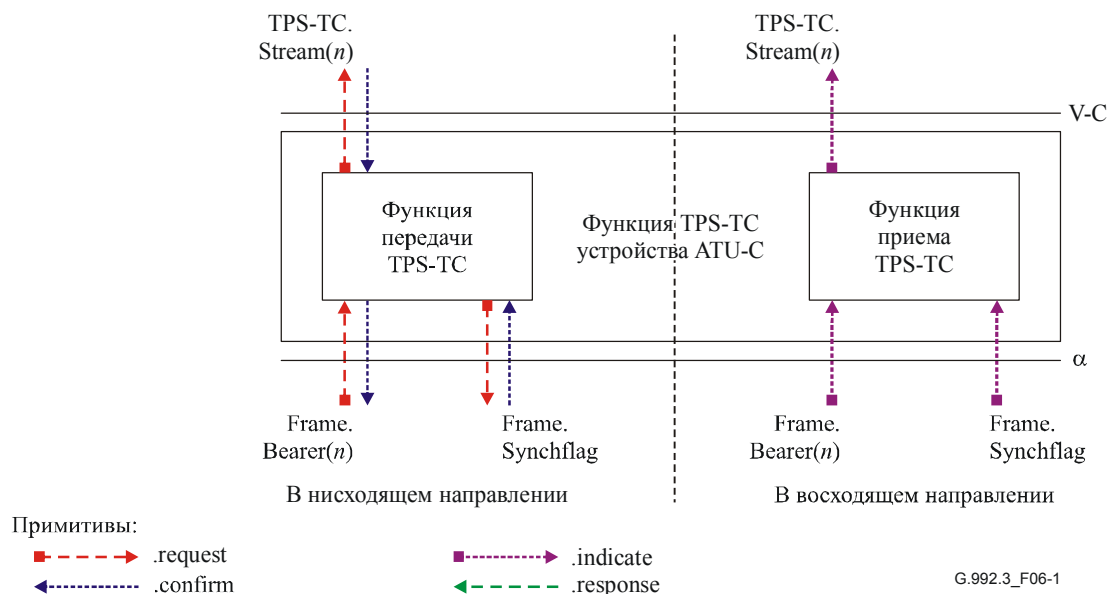 TPS-TC.
Stream(n)
TPS-TC.
Stream(n)
V-C
Функция
передачи
TPS-TC
Функция TPS-TC
устройства ATU-C
Функция
приема
TPS-TC
α
Frame.
Bearer(n)
Frame.
Synchflag
Frame.
Bearer(n)
Frame.
Synchflag
В нисходящем направлении
В восходящем направлении
Примитивы:
.request
.indicate
.confirm
.response
G.992.3_F06-1